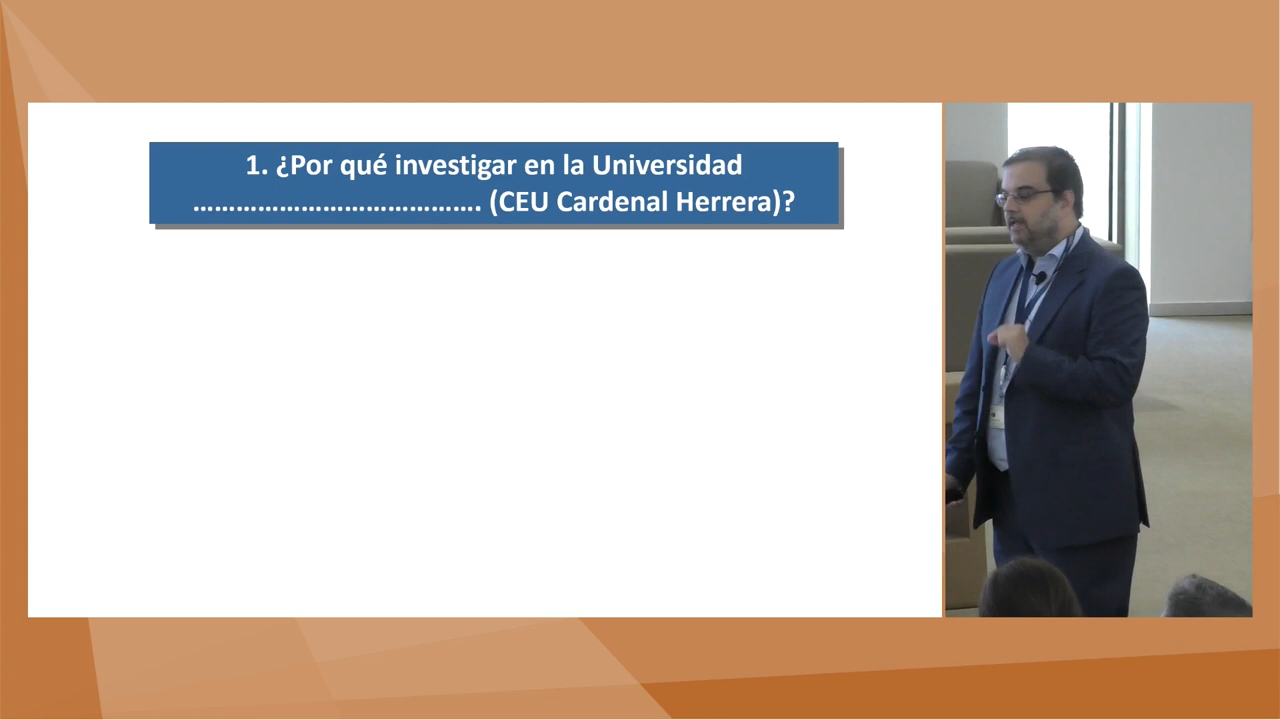 1. ¿Por qué investigar en la Universidad
…………………………………. (CEU Cardenal Herrera)?